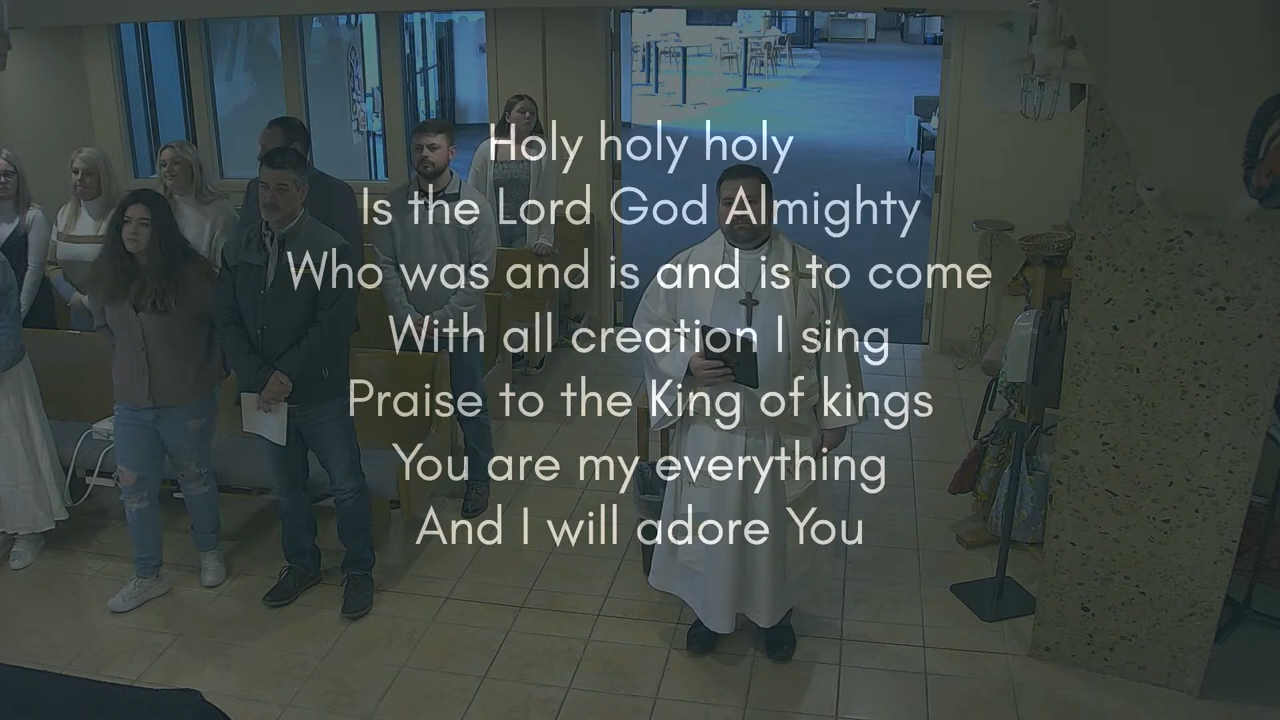 Holy holy holy
Is the Lord God Almighty
Who was and is and is to come
With all creation I sing
Praise to the King of kings
You are my everything
And I will adore You